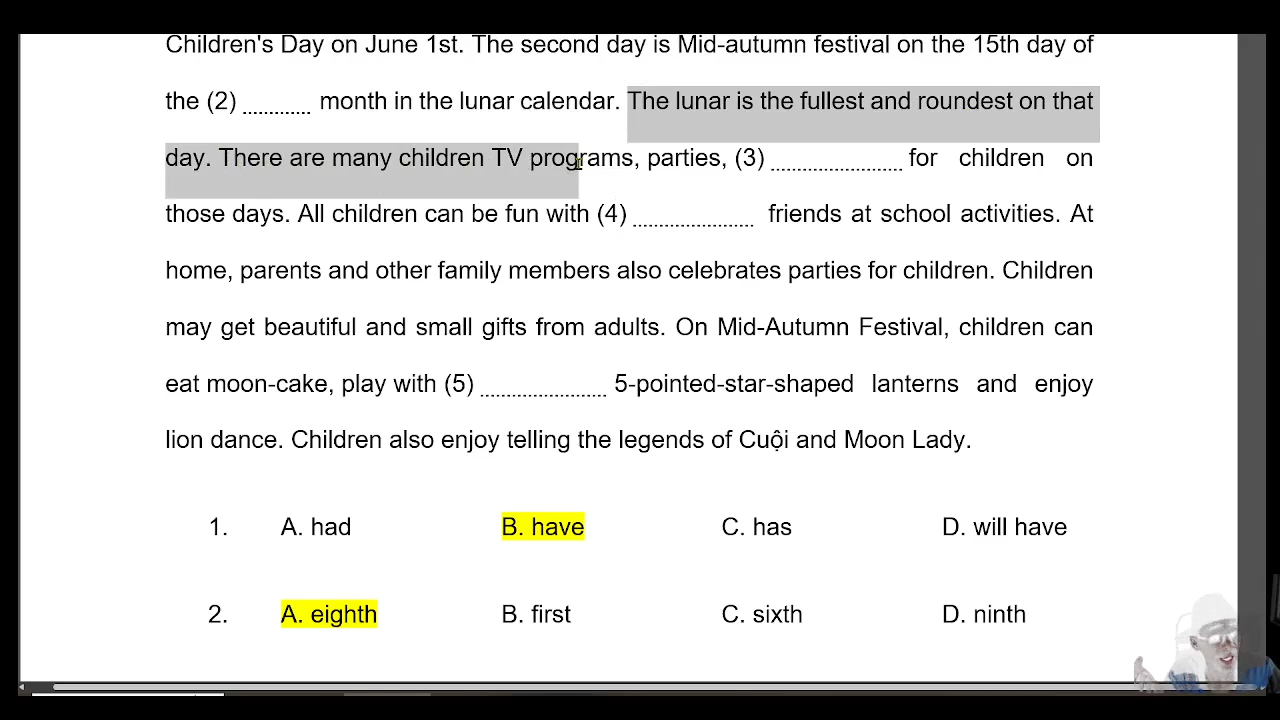 Children's Day on June 1st. The second day is Mid-autumn festival on the 15th day of
the (2) .......... month in the lunar calendar. The lunar is the fullest and roundest on that
day. There are many children TV programs, parties, (3) .................... for children on
those days. All children can be fun with (4) .................. friends at school activities. At
home, parents and other family members also celebrates parties for children. Children
may get beautiful and small gifts from adults. On Mid-Autumn Festival, children can
eat moon-cake, play with (5) ................... 5-pointed-star-shaped lanterns and enjoy
lion dance. Children also enjoy telling the legends of Cuội and Moon Lady.
1. A. had B. have C. has D. will have
2. A. eighth B. first C. sixth D. ninth